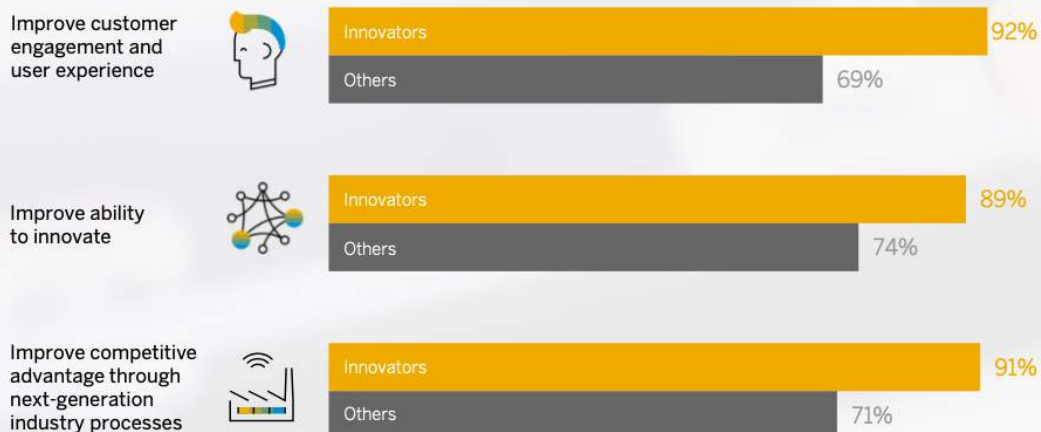 Improve customer
engagement and
user experience
Innovators
92%
Others
69%
Improve ability
to innovate
Innovators
89%
Others
74%
Improve competitive
advantage through
next-generation
industry processes
Innovators
91%
Others
71%